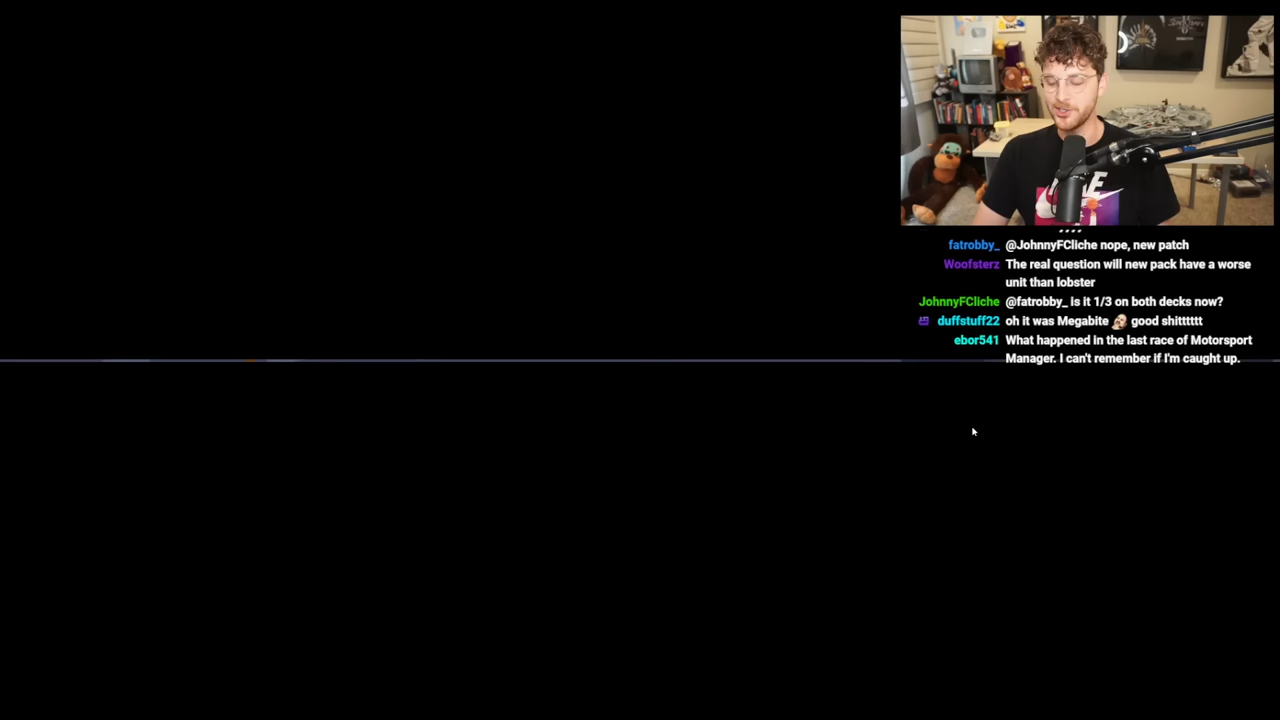 fatrobby_ @JohnnyFCliche nope, new patch
Woofsterz The real question will new pack have a worse
unit than lobster
JohnnyFCliche @fatrobby_ is it 1/3 on both decks now?
duffstuff22 oh it was Megabite good shitttttt
ebor541 What happened in the last race of Motorsport
Manager. I can't remember if I'm caught up.